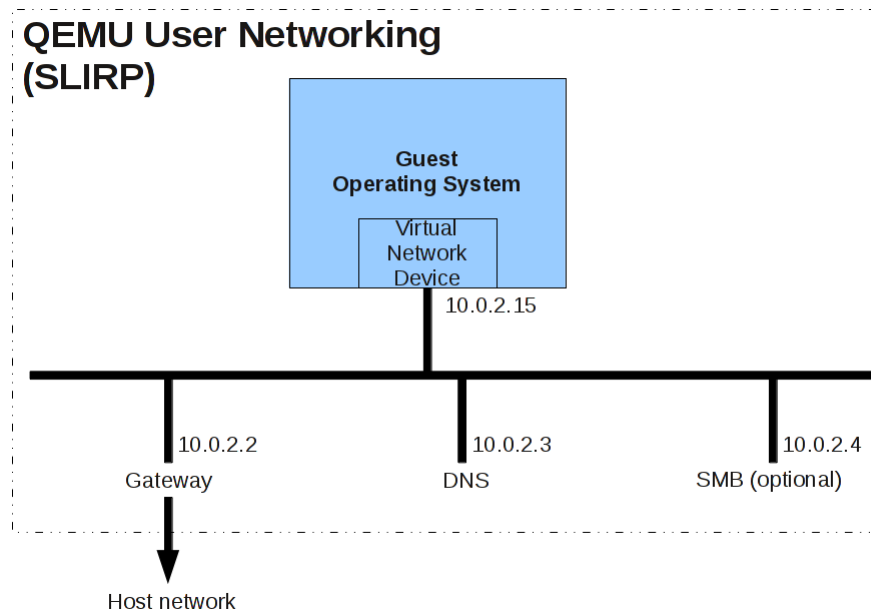 QEMU User Networking
(SLIRP)
Guest
Operating System
Virtual
Network
Device
10.0.2.15
10.0.2.2
10.0.2.3
10.0.2.4
Gateway
DNS
SMB (optional)
Host network